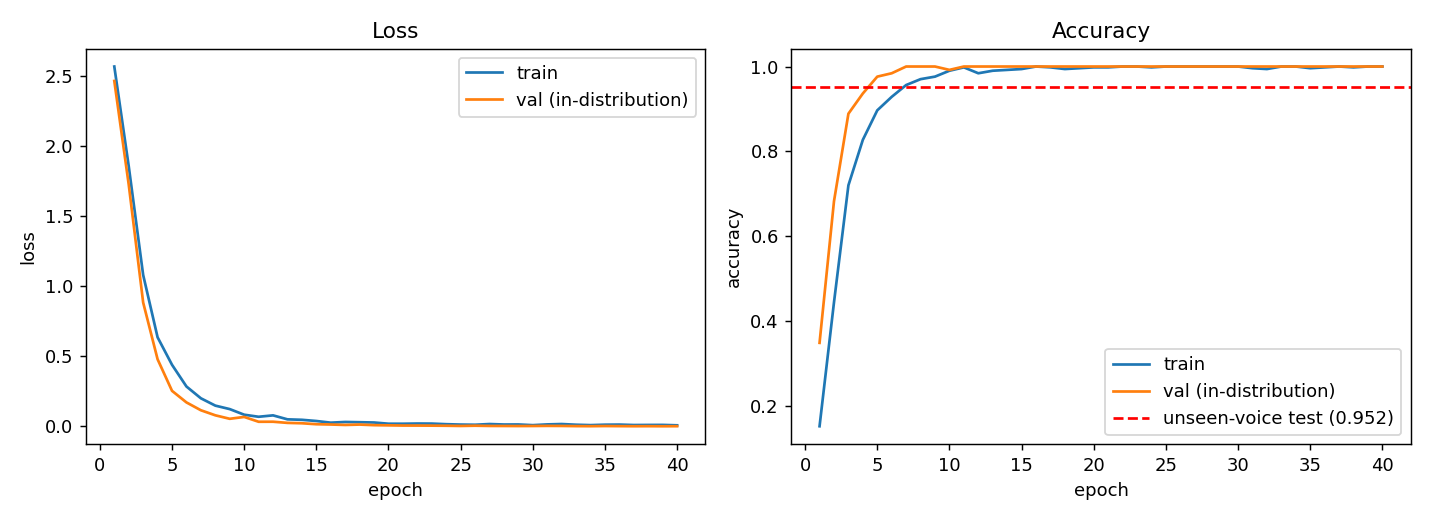 Loss
2.5
2.0
1.5
1.0
0.5
0.0
loss
0
5
10
15
20
25
30
35
40
epoch
train
val (in-distribution)
Accuracy
1.0
0.8
0.6
0.4
0.2
accuracy
0
5
10
15
20
25
30
35
40
epoch
train
val (in-distribution)
unseen-voice test (0.952)